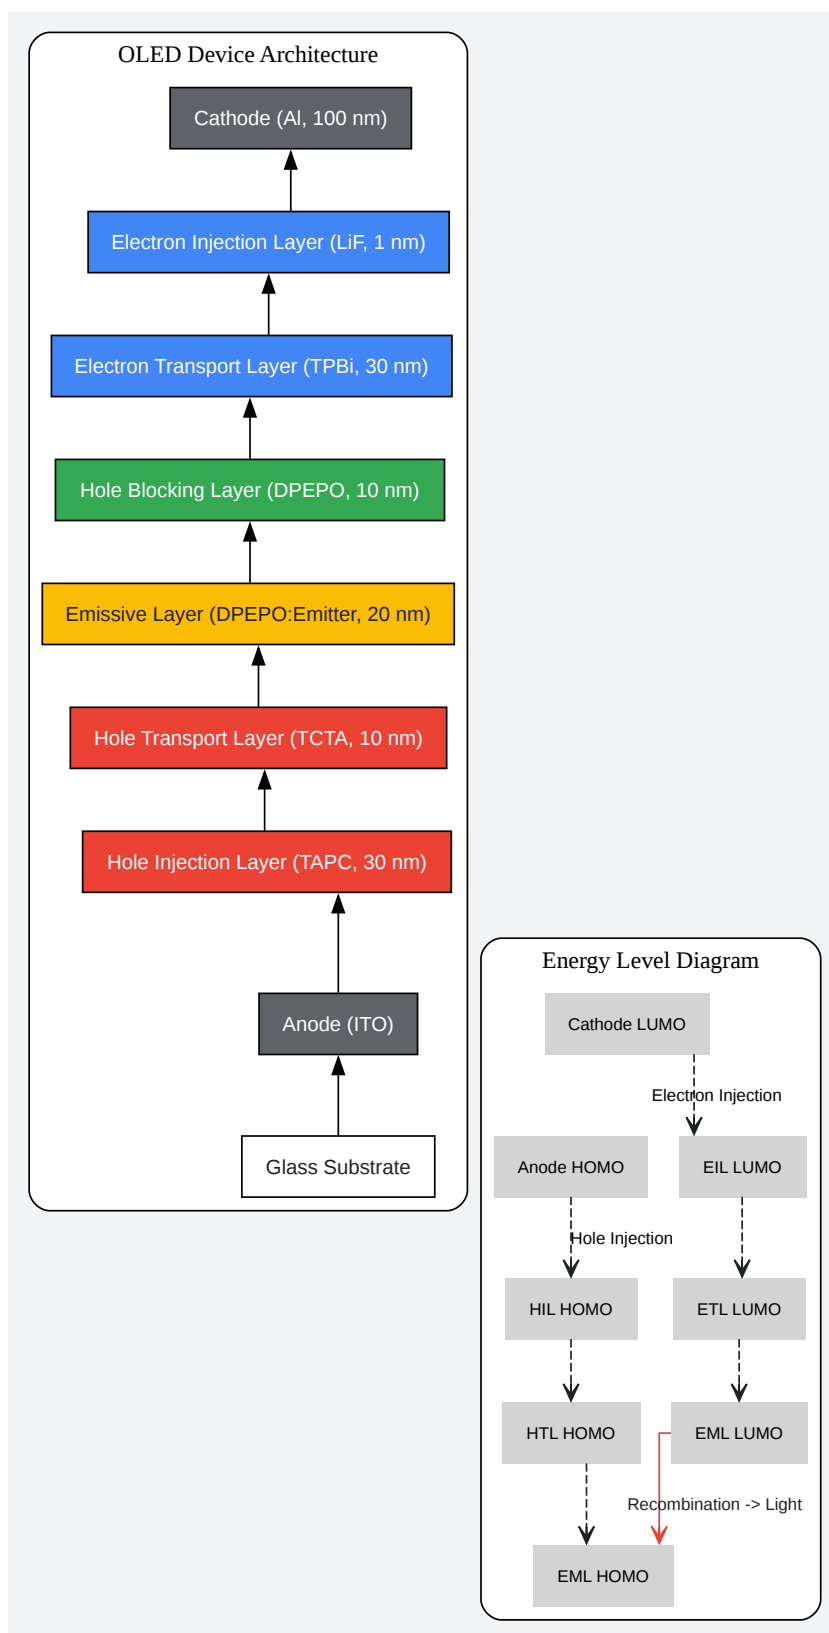 OLED Device Architecture
Cathode (Al, 100 nm)
Electron Injection Layer (LiF, 1 nm)
Electron Transport Layer (TPBi, 30 nm)
Hole Blocking Layer (DPEPO, 10 nm)
Emissive Layer (DPEPO:Emitter, 20 nm)
Hole Transport Layer (TCTA, 10 nm)
Hole Injection Layer (TAPC, 30 nm)
Anode (ITO)
Glass Substrate
Energy Level Diagram
Cathode LUMO
Electron Injection
Anode HOMO
EIL LUMO
Hole Injection
HIL HOMO
ETL LUMO
HTL HOMO
EML LUMO
Recombination -> Light
EML HOMO